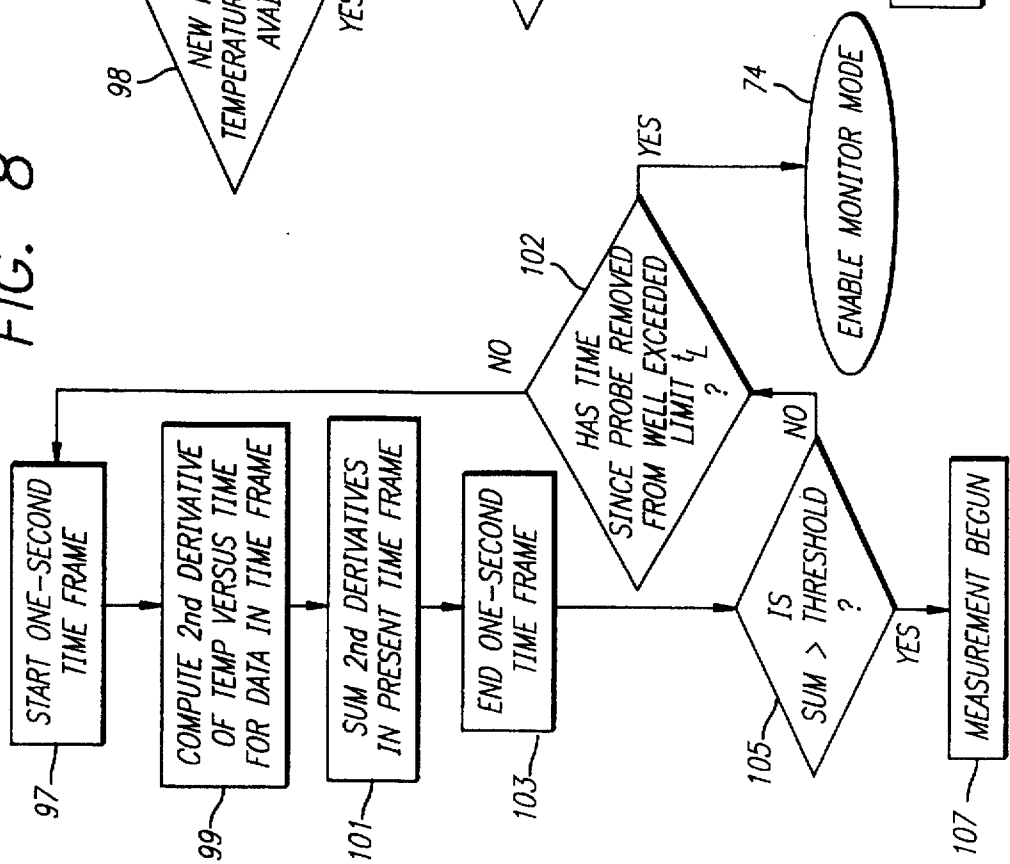 FIG. 8
97
START ONE-SECOND
TIME FRAME
99
COMPUTE 2nd DERIVATIVE
OF TEMP VERSUS TIME
FOR DATA IN TIME FRAME
101
SUM 2nd DERIVATIVES
IN PRESENT TIME FRAME
103
END ONE-SECOND
TIME FRAME
105
IS
SUM > THRESHOLD
?
NO
YES
107
MEASUREMENT BEGUN
102
HAS TIME
SINCE PROBE REMOVED
FROM WELL EXCEEDED
LIMIT tL
?
NO
YES
74
ENABLE MONITOR MODE
98
NEW
TEMPERATUR
AVAI
YES